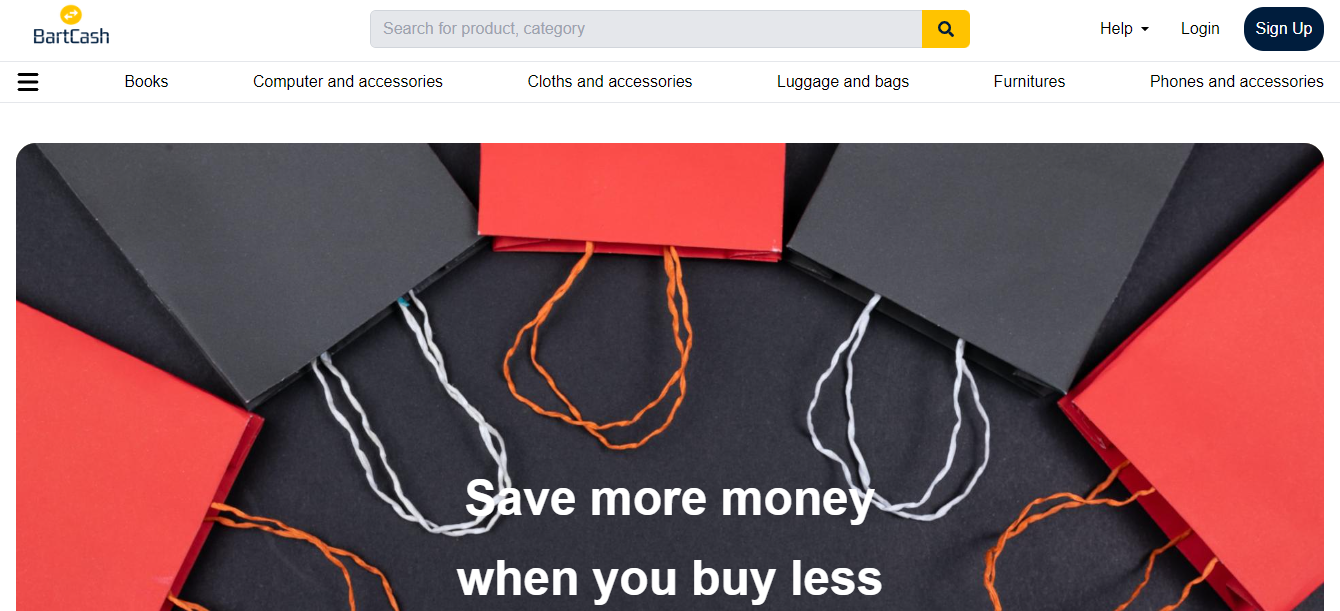 BartCash
Search for product, category
Help
Login
Sign Up
Books
Computer and accessories
Cloths and accessories
Luggage and bags
Furnitures
Phones and accessories
Save more money
when you buy less